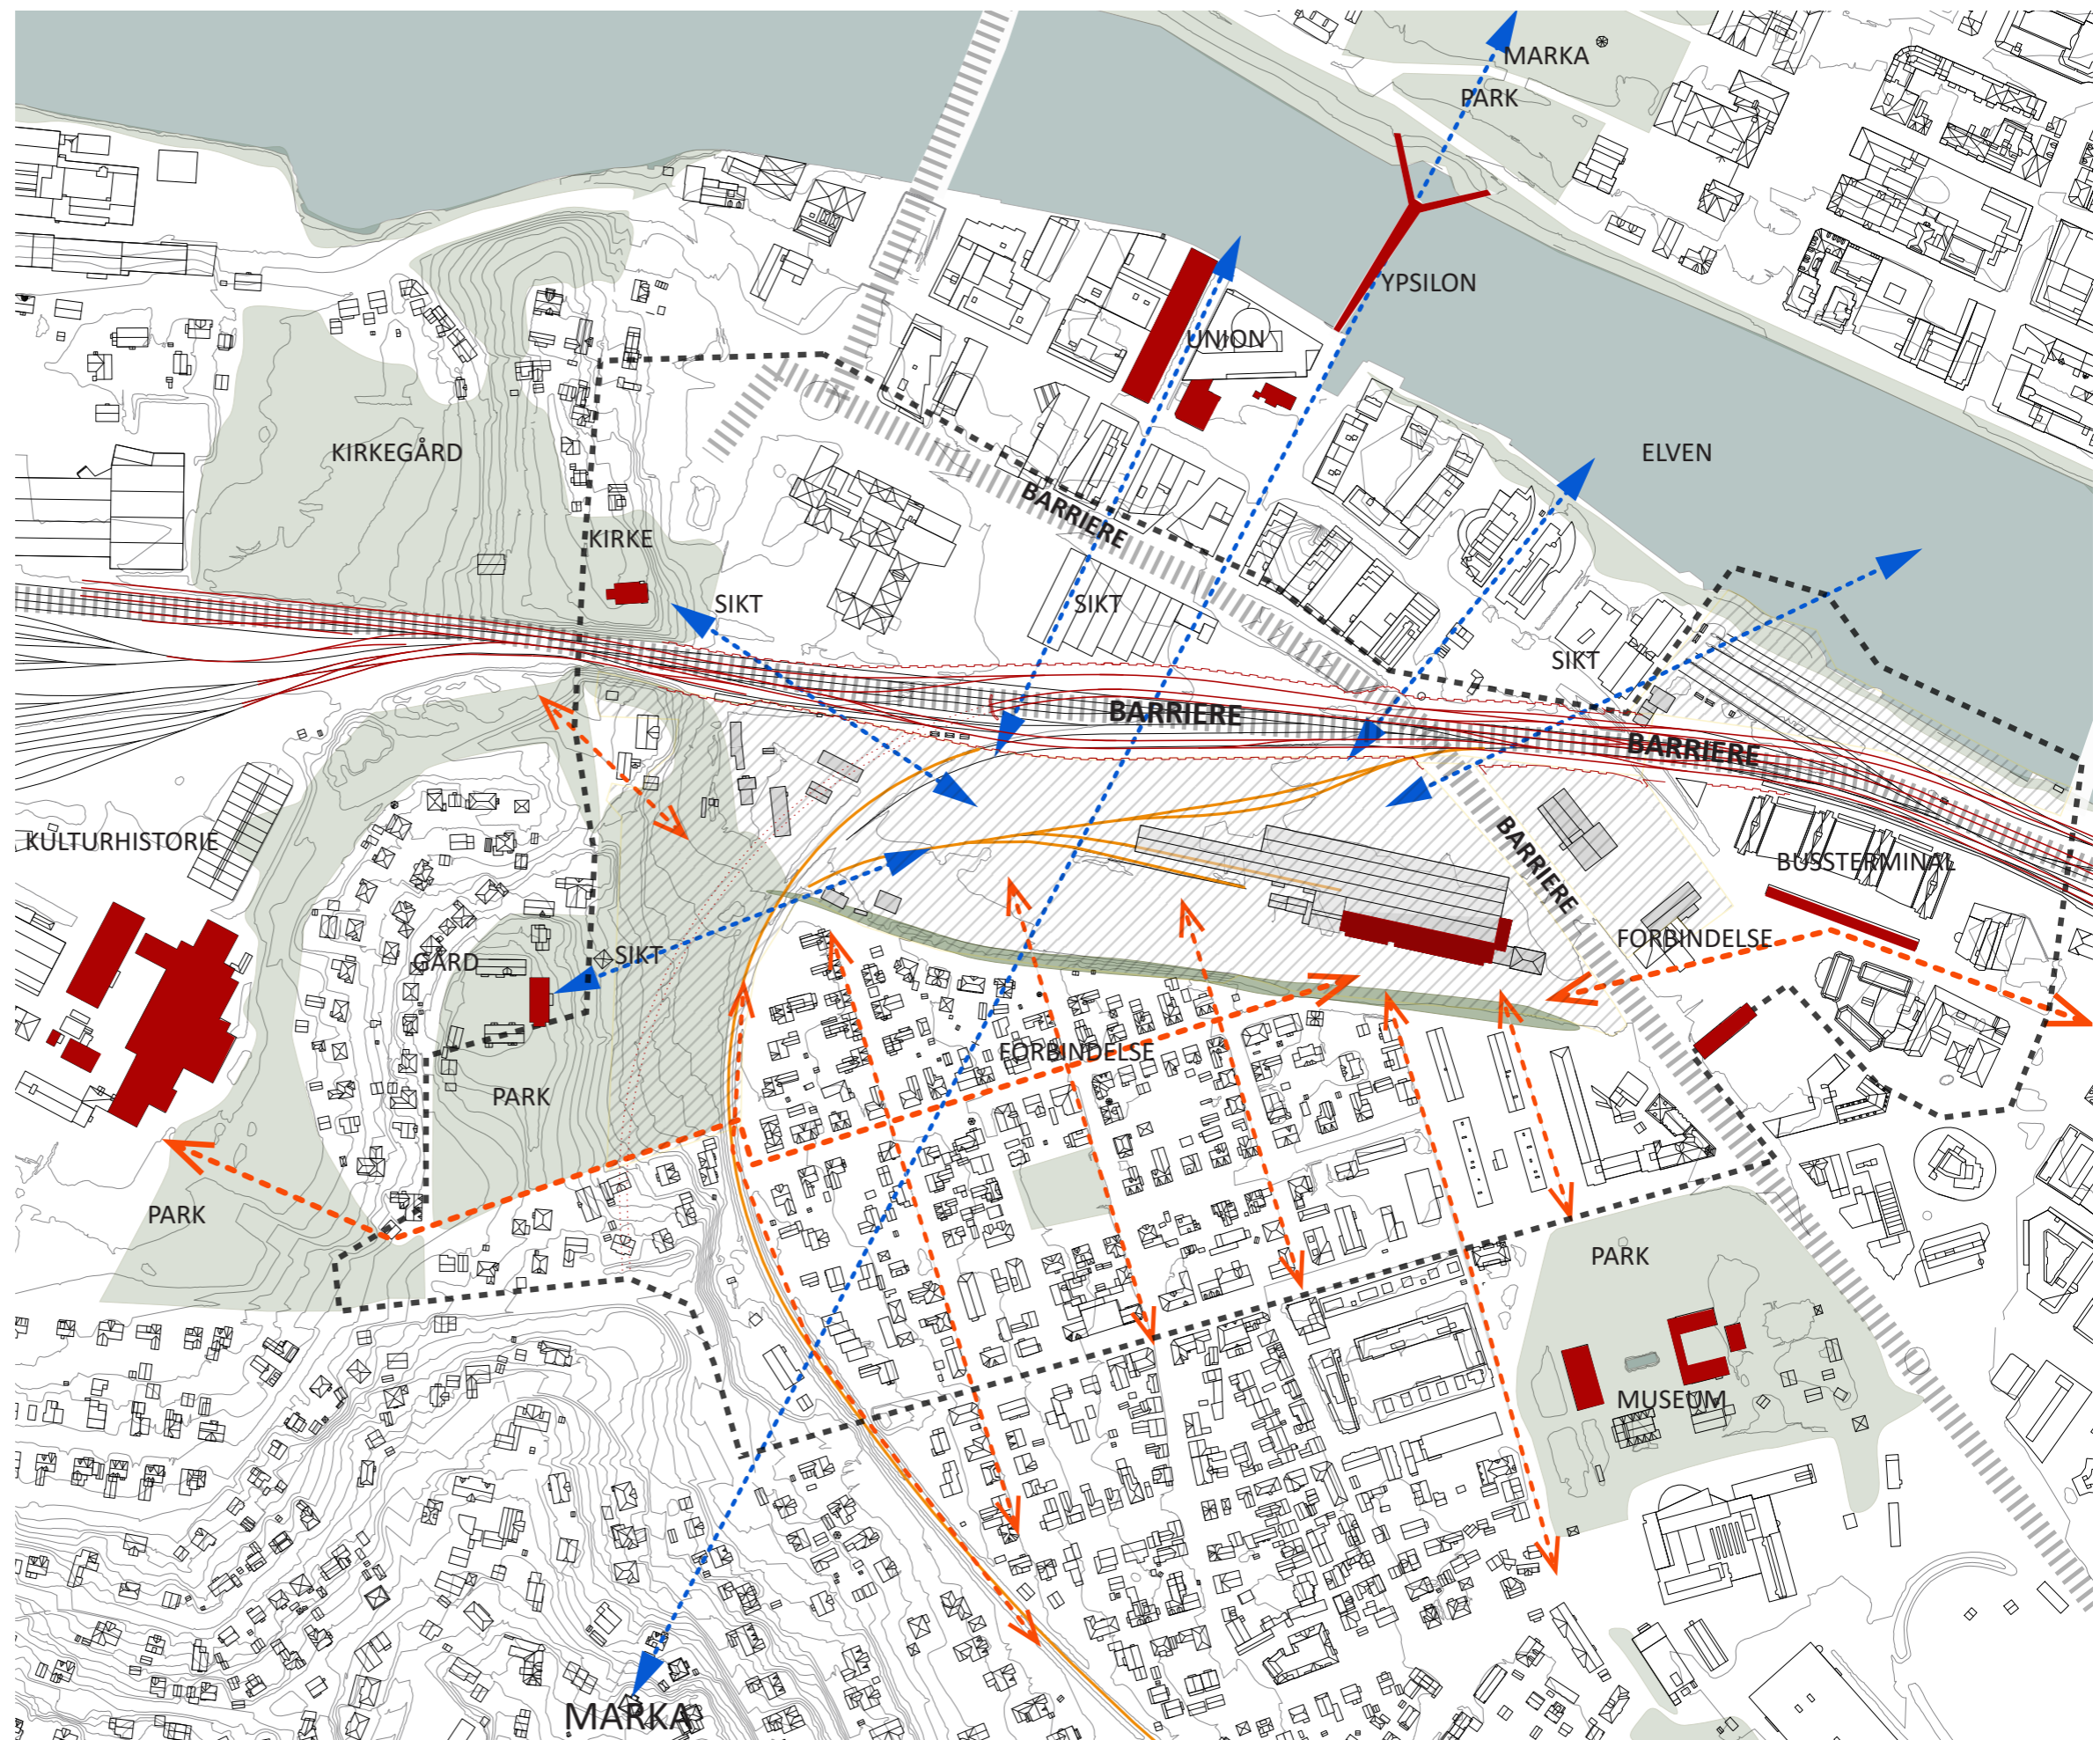 MARKA
PARK
YPSILON
UNION
KIRKEGÅRD
ELVEN
BARRIERE
KIRKE
SIKT
SIKT
SIKT
BARRIERE
BARRIERE
KULTURHISTORIE
BARRIERE
BUSSTERMINAL
FORBINDELSE
GÅRD
SIKT
FORBINDELSE
PARK
PARK
PARK
MUSEUM
MARKA